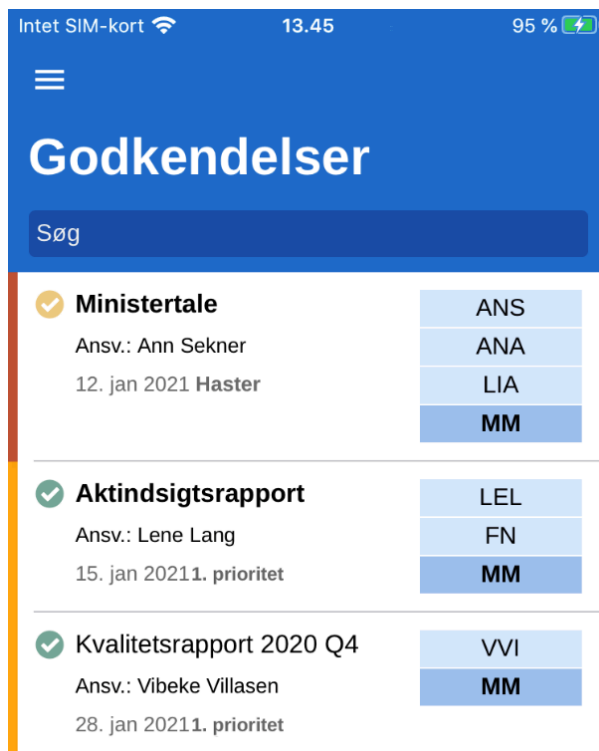 Intet SIM-kort 13.45 95 %
Godkendelser
Søg
Ministertale
Ansv.: Ann Sekner
12. jan 2021 Haster
ANS
ANA
LIA
MM
Aktindsigtsrapport
Ansv.: Lene Lang
15. jan 20211. prioritet
LEL
FN
MM
Kvalitetsrapport 2020 Q4
Ansv.: Vibeke Villasen
28. jan 20211. prioritet
VVI
MM